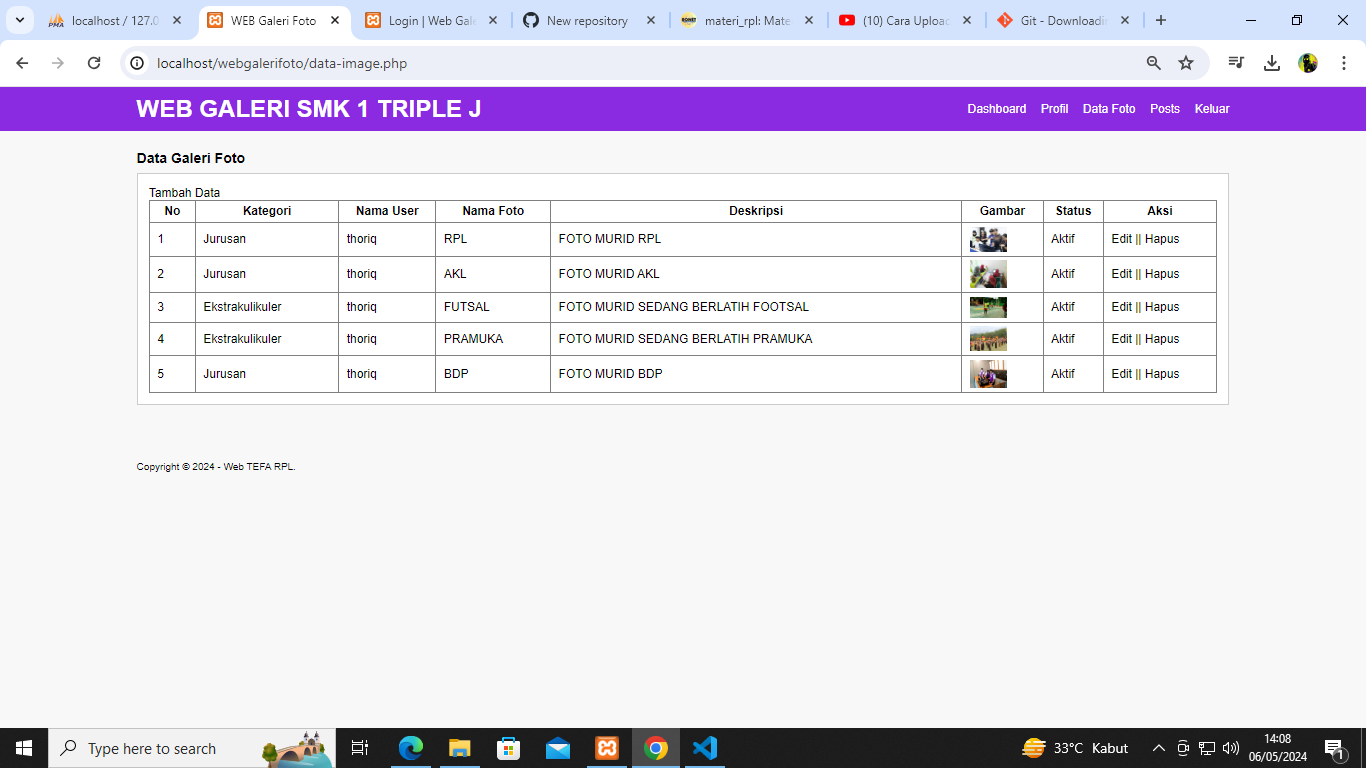 localhost / 127.0
WEB Galeri Foto
Login | Web Gale
New repository
materi_rpl: Mate
(10) Cara Upload
Git - Downloadin
localhost/webgalerifoto/data-image.php
WEB GALERI SMK 1 TRIPLE J
Dashboard Profil Data Foto Posts Keluar
Data Galeri Foto
Tambah Data
No Kategori Nama User Nama Foto Deskripsi Gambar Status Aksi
1 Jurusan thoriq RPL FOTO MURID RPL Aktif Edit || Hapus
2 Jurusan thoriq AKL FOTO MURID AKL Aktif Edit || Hapus
3 Ekstrakulikuler thoriq FUTSAL FOTO MURID SEDANG BERLATIH FOOTSAL Aktif Edit || Hapus
4 Ekstrakulikuler thoriq PRAMUKA FOTO MURID SEDANG BERLATIH PRAMUKA Aktif Edit || Hapus
5 Jurusan thoriq BDP FOTO MURID BDP Aktif Edit || Hapus
Copyright © 2024 - Web TEFA RPL.
Type here to search
33°C Kabut
14:08
06/05/2024
1